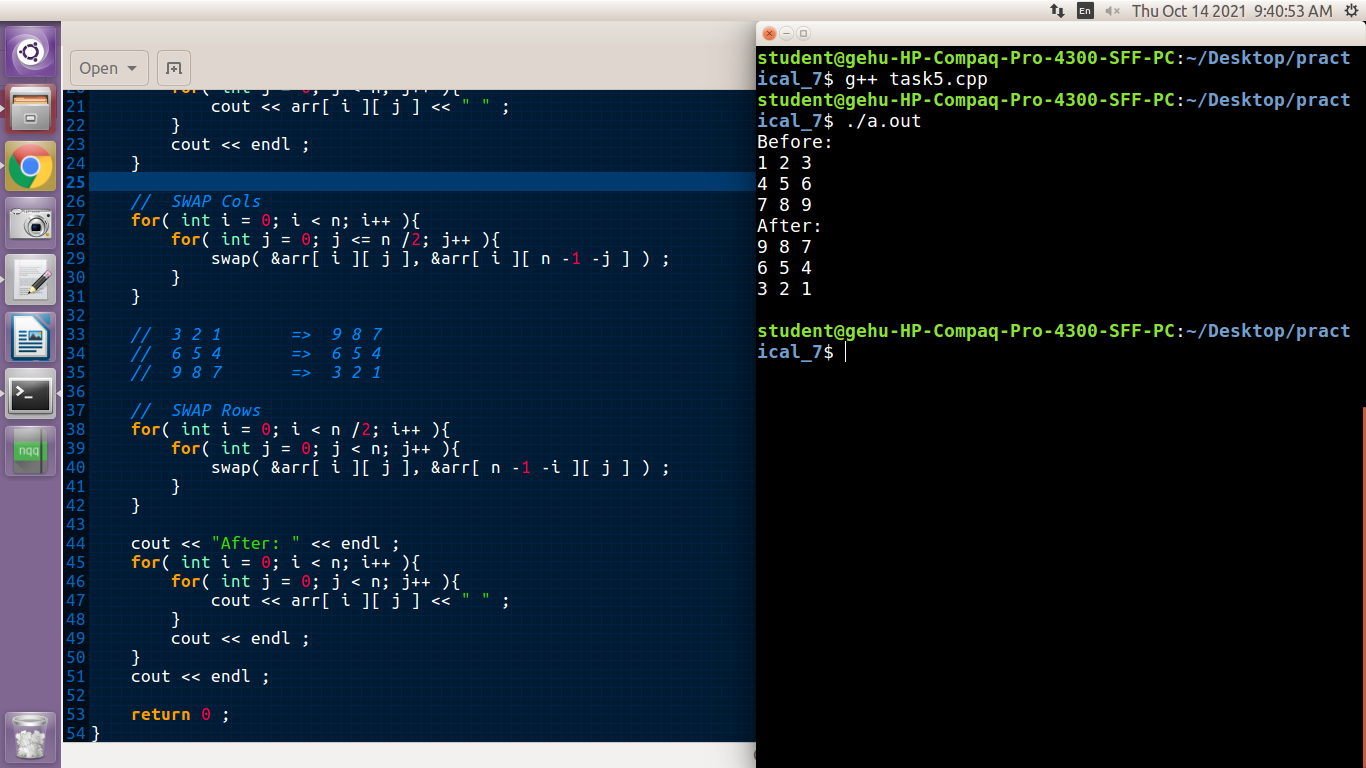 En Thu Oct 14 2021 9:40:53 AM
Open
21 cout << arr[ i ][ j ] << " " ;
22 }
23 cout << endl ;
24 }
25
26 // SWAP Cols
27 for( int i = 0; i < n; i++ ){
28 for( int j = 0; j <= n /2; j++ ){
29 swap( &arr[ i ][ j ], &arr[ i ][ n -1 -j ] ) ;
30 }
31 }
32
33 // 3 2 1 => 9 8 7
34 // 6 5 4 => 6 5 4
35 // 9 8 7 => 3 2 1
36
37 // SWAP Rows
38 for( int i = 0; i < n /2; i++ ){
39 for( int j = 0; j < n; j++ ){
40 swap( &arr[ i ][ j ], &arr[ n -1 -i ][ j ] ) ;
41 }
42 }
43
44 cout << "After: " << endl ;
45 for( int i = 0; i < n; i++ ){
46 for( int j = 0; j < n; j++ ){
47 cout << arr[ i ][ j ] << " " ;
48 }
49 cout << endl ;
50 }
51 cout << endl ;
52
53 return 0 ;
54 }
nqq
student@gehu-HP-Compaq-Pro-4300-SFF-PC:~/Desktop/pract
ical_7$ g++ task5.cpp
student@gehu-HP-Compaq-Pro-4300-SFF-PC:~/Desktop/pract
ical_7$ ./a.out
Before:
1 2 3
4 5 6
7 8 9
After:
9 8 7
6 5 4
3 2 1
student@gehu-HP-Compaq-Pro-4300-SFF-PC:~/Desktop/pract
ical_7$